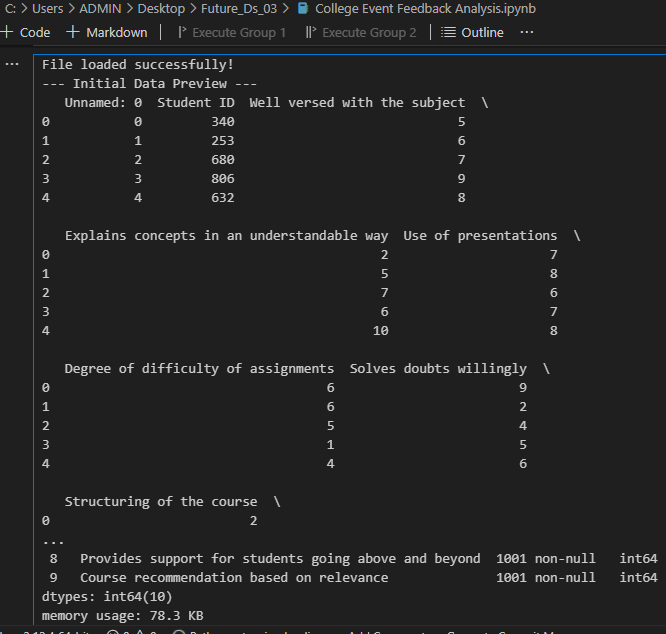 C: > Users > ADMIN > Desktop > Future_Ds_03 > College Event Feedback Analysis.ipynb
+ Code + Markdown | Execute Group 1 Execute Group 2 | Outline ...
... File loaded successfully!
--- Initial Data Preview ---
   Unnamed: 0  Student ID  Well versed with the subject  \
0           0         340                             5
1           1         253                             6
2           2         680                             7
3           3         806                             9
4           4         632                             8
   Explains concepts in an understandable way  Use of presentations  \
0                                           2                     7
1                                           5                     8
2                                           7                     6
3                                           6                     7
4                                          10                     8
   Degree of difficulty of assignments  Solves doubts willingly  \
0                                    6                        9
1                                    6                        2
2                                    5                        4
3                                    1                        5
4                                    4                        6
   Structuring of the course  \
0                          2
...
 8   Provides support for students going above and beyond  1001 non-null   int64
 9   Course recommendation based on relevance              1001 non-null   int64
dtypes: int64(10)
memory usage: 78.3 KB